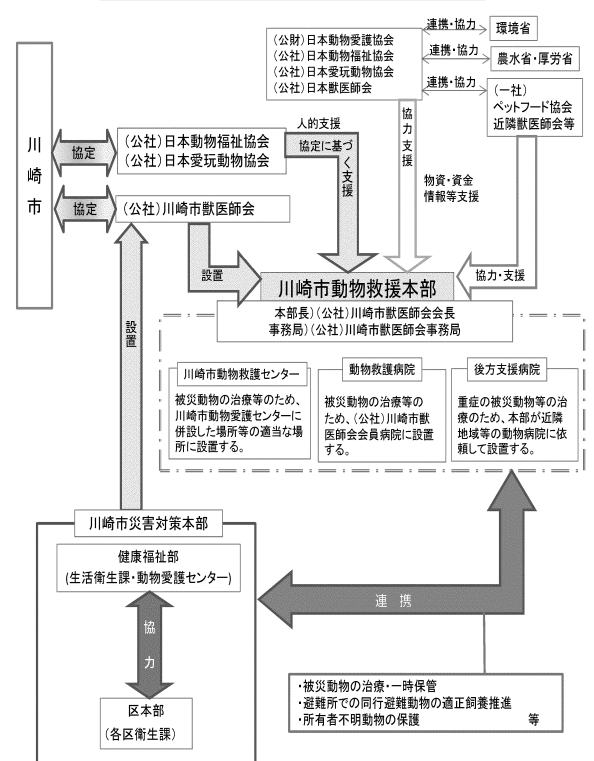 (公財)日本動物愛護協会
(公社)日本動物福祉協会
(公社)日本愛玩動物協会
(公社)日本獣医師会
連携・協力
環境省
連携・協力
農水省・厚労省
連携・協力
(一社)
ペットフード協会
近隣獣医師会等
川崎市
協定
(公社)日本動物福祉協会
(公社)日本愛玩動物協会
人的支援
協定に基づく支援
協力支援
物資・資金
情報等支援
協定
(公社)川崎市獣医師会
設置
協力・支援
川崎市動物救援本部
本部長)(公社)川崎市獣医師会会長
事務局)(公社)川崎市獣医師会事務局
設置
川崎市動物救護センター
被災動物の治療等のため、
川崎市動物愛護センターに
併設した場所等の適当な場
所に設置する。
動物救護病院
被災動物の治療等の
ため、(公社)川崎市獣
医師会会員病院に設置
する。
後方支援病院
重症の被災動物等の治
療のため、本部が近隣
地域等の動物病院に依
頼して設置する。
川崎市災害対策本部
健康福祉部
(生活衛生課・動物愛護センター)
協力
区本部
(各区衛生課)
連携
・被災動物の治療・一時保管
・避難所での同行避難動物の適正飼養推進
・所有者不明動物の保護 等